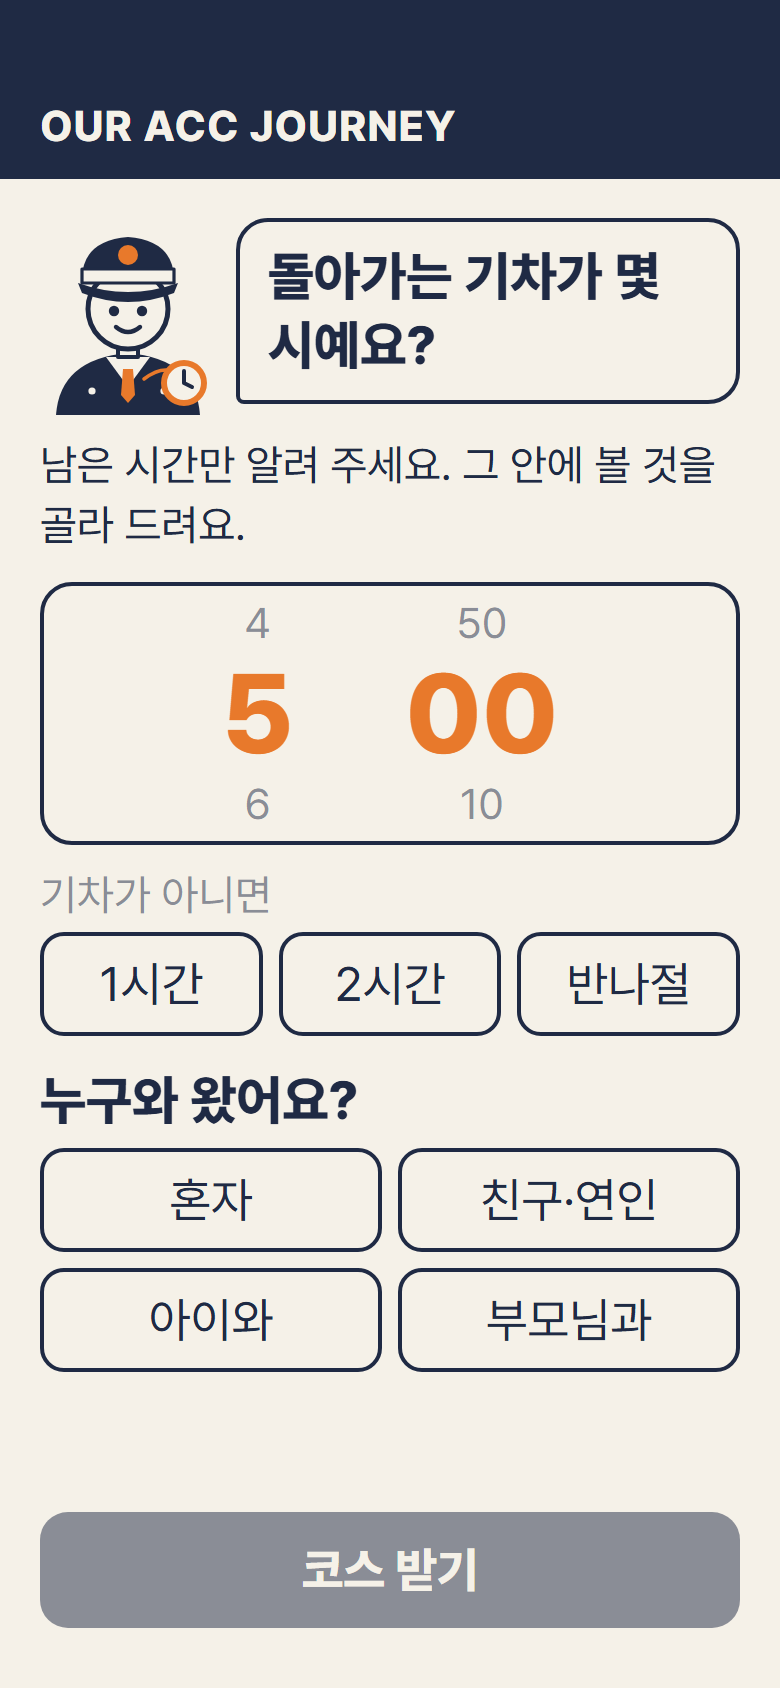 OUR ACC JOURNEY
돌아가는 기차가 몇
시예요?
남은 시간만 알려 주세요. 그 안에 볼 것을
골라 드려요.
4 50
5 00
6 10
기차가 아니면
1시간 2시간 반나절
누구와 왔어요?
혼자 친구·연인
아이와 부모님과
코스 받기